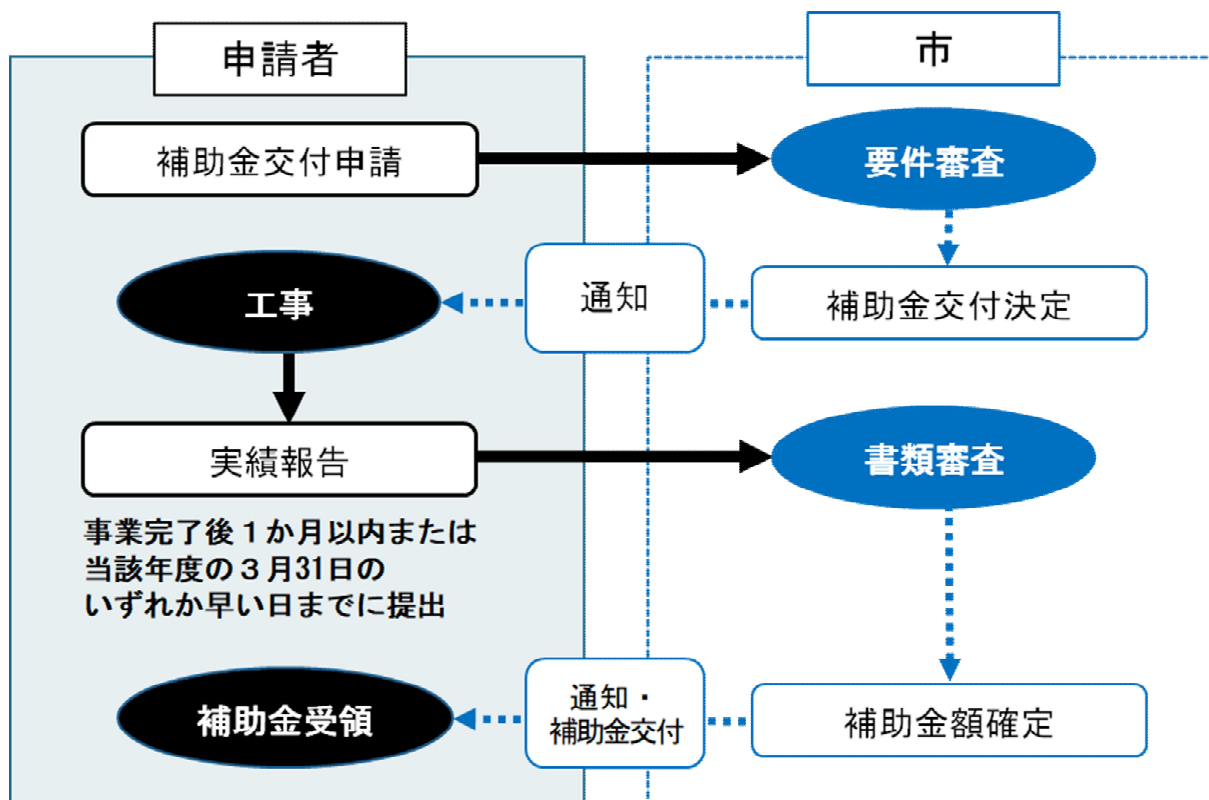 申請者
市
補助金交付申請
要件審査
工事
通知
補助金交付決定
実績報告
書類審査
事業完了後１か月以内または
当該年度の３月31日の
いずれか早い日までに提出
補助金受領
通知・
補助金交付
補助金額確定